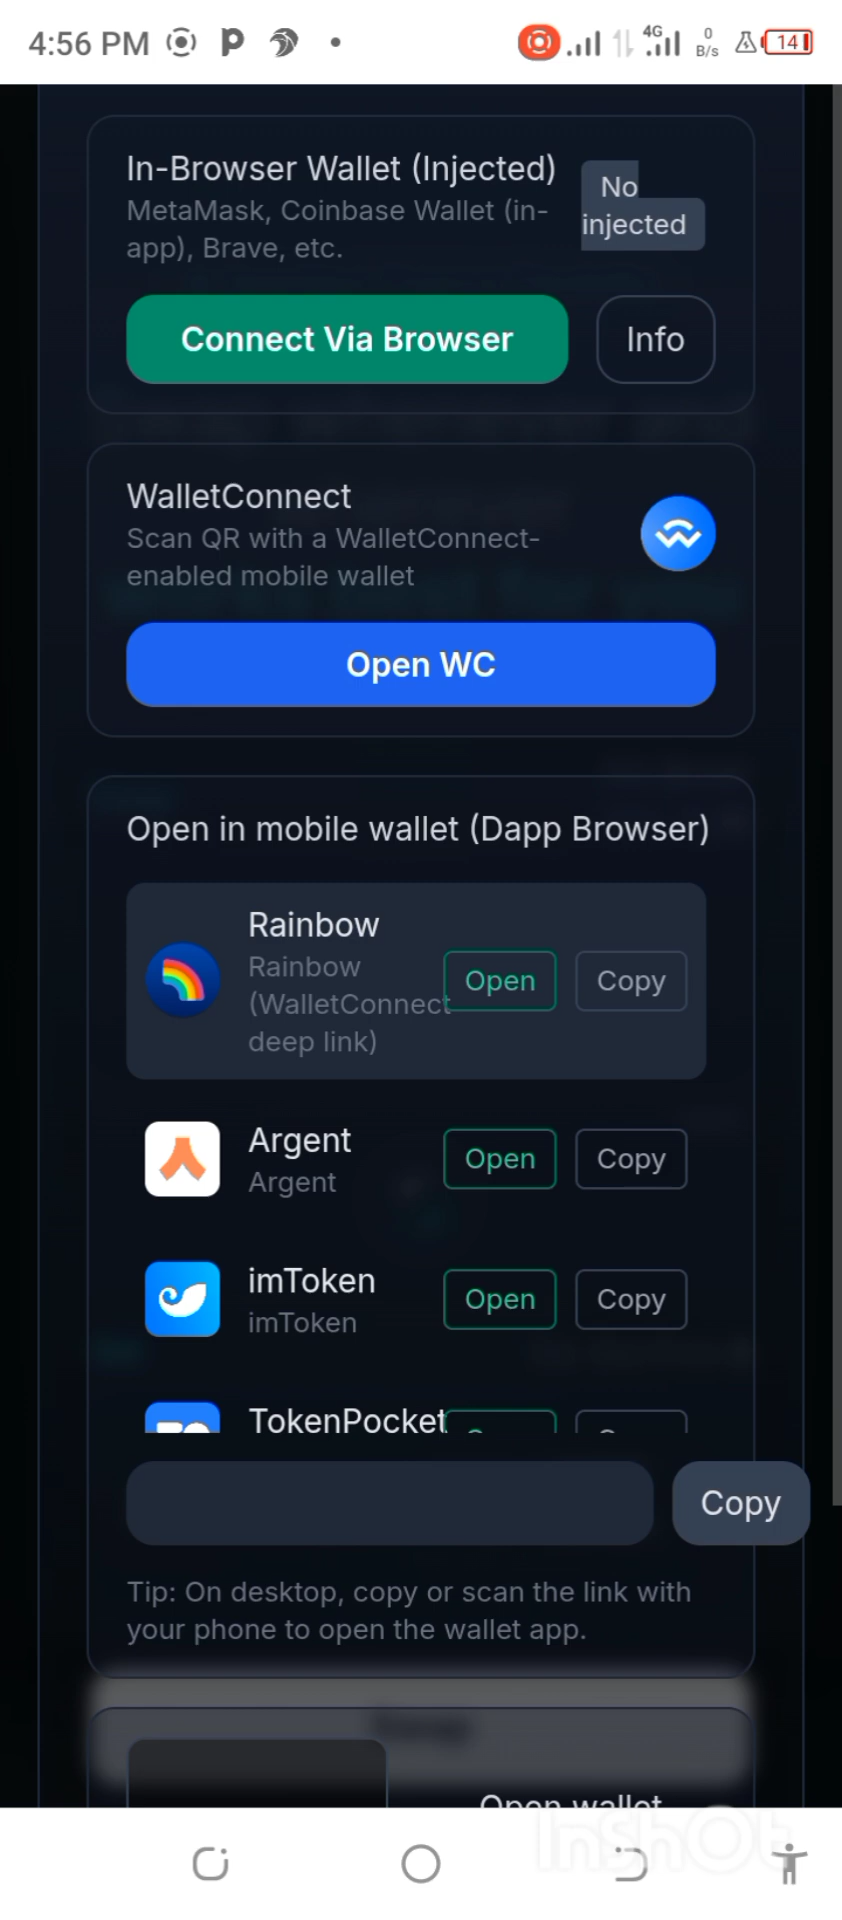 4:56 PM
4G
0
B/s
14
In-Browser Wallet (Injected)
MetaMask, Coinbase Wallet (in-
app), Brave, etc.
No
injected
Connect Via Browser
Info
WalletConnect
Scan QR with a WalletConnect-
enabled mobile wallet
Open WC
Open in mobile wallet (Dapp Browser)
Rainbow
Rainbow
(WalletConnect
deep link)
Open
Copy
Argent
Argent
Open
Copy
imToken
imToken
Open
Copy
TokenPocket
Copy
Tip: On desktop, copy or scan the link with
your phone to open the wallet app.
Swap
Open wallet
InShOt